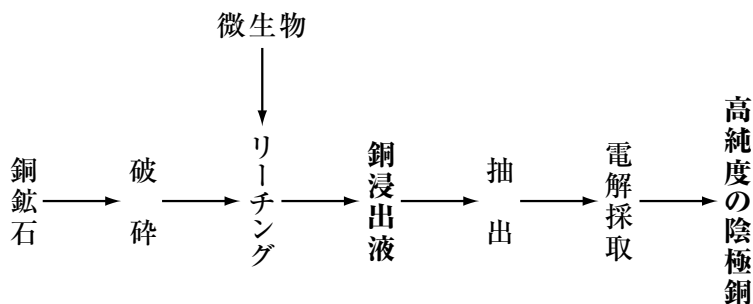 微生物
銅鉱石
破砕
リーチング
銅浸出液
抽出
電解採取
高純度の陰極銅